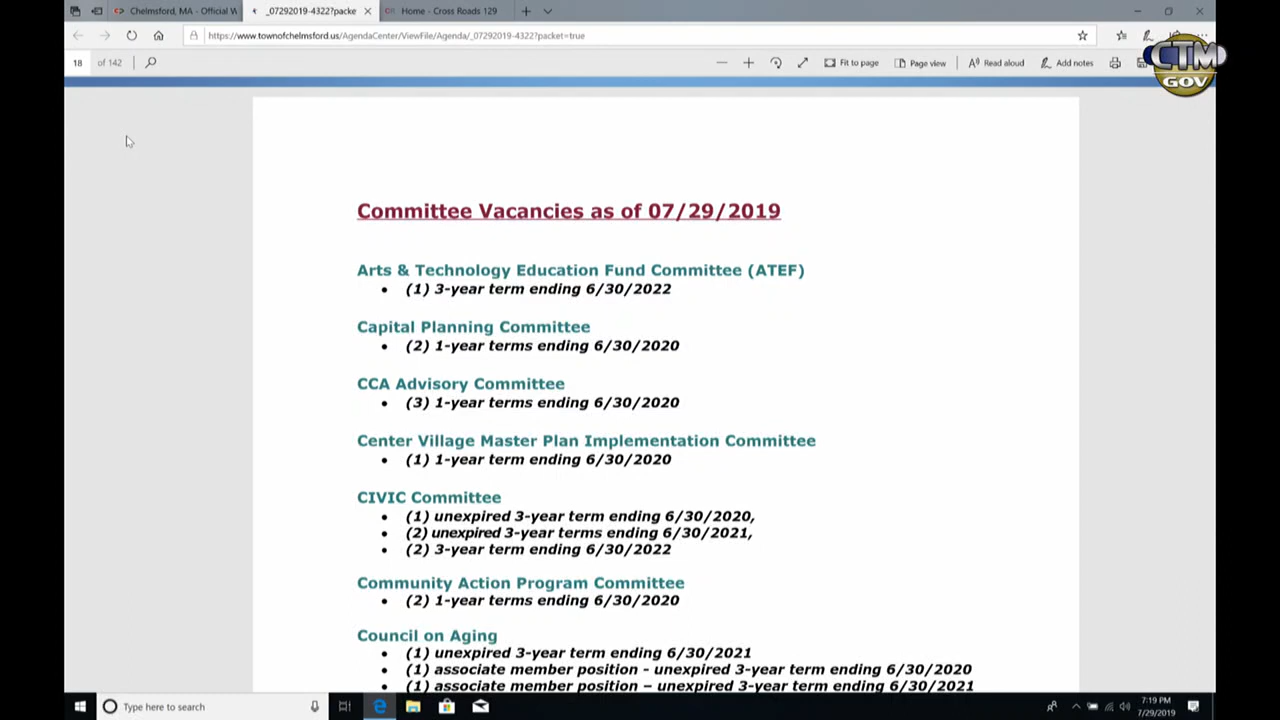 Chelmsford, MA - Official W
_07292019-4322?packe
Home - Cross Roads 129
https://www.townofchelmsford.us/AgendaCenter/ViewFile/Agenda/_07292019-4322?packet=true
18 of 142
Fit to page
Page view
Read aloud
Add notes
CTM
GOV
Committee Vacancies as of 07/29/2019
Arts & Technology Education Fund Committee (ATEF)
• (1) 3-year term ending 6/30/2022
Capital Planning Committee
• (2) 1-year terms ending 6/30/2020
CCA Advisory Committee
• (3) 1-year terms ending 6/30/2020
Center Village Master Plan Implementation Committee
• (1) 1-year term ending 6/30/2020
CIVIC Committee
• (1) unexpired 3-year term ending 6/30/2020,
• (2) unexpired 3-year terms ending 6/30/2021,
• (2) 3-year term ending 6/30/2022
Community Action Program Committee
• (2) 1-year terms ending 6/30/2020
Council on Aging
• (1) unexpired 3-year term ending 6/30/2021
• (1) associate member position - unexpired 3-year term ending 6/30/2020
• (1) associate member position – unexpired 3-year term ending 6/30/2021
Type here to search
7:19 PM
7/29/2019